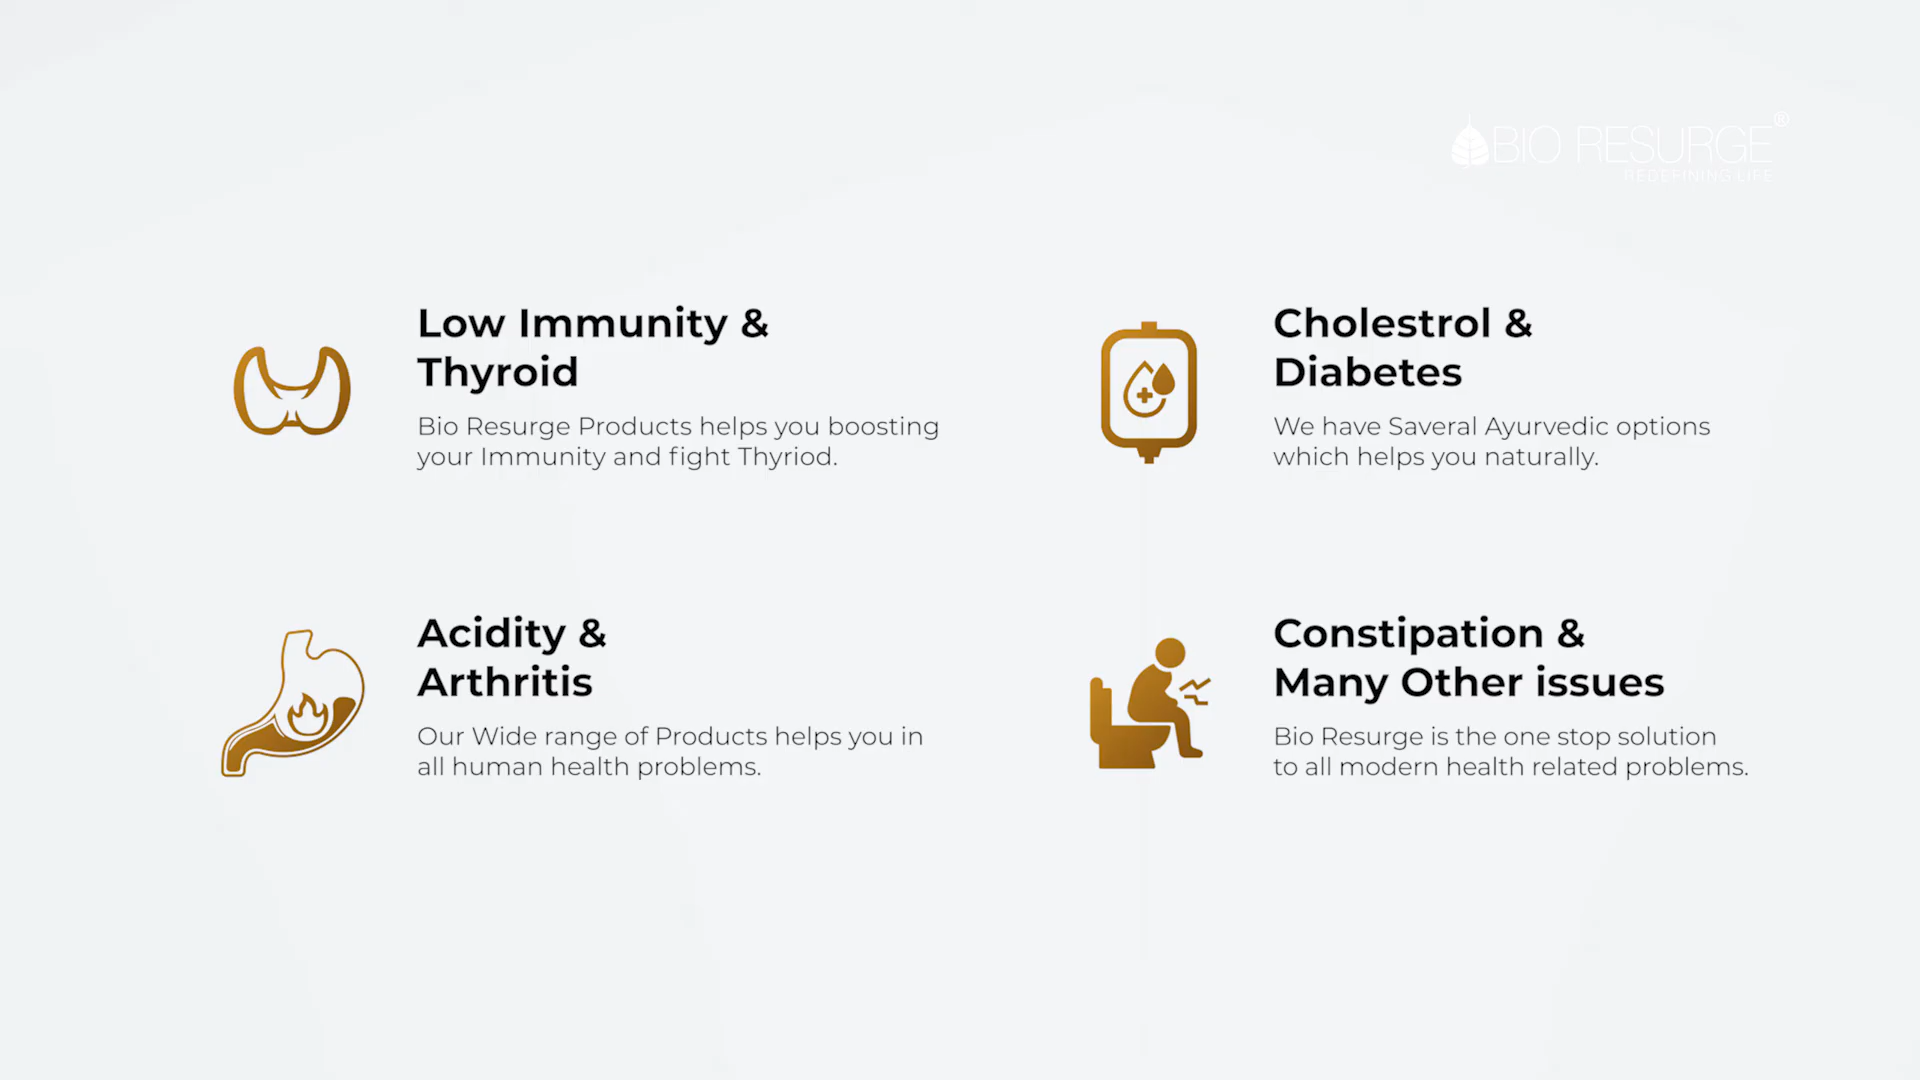 BIO RESURGE®
REDEFINING LIFE
Low Immunity &
Thyroid
Bio Resurge Products helps you boosting
your Immunity and fight Thyriod.
Cholestrol &
Diabetes
We have Saveral Ayurvedic options
which helps you naturally.
Acidity &
Arthritis
Our Wide range of Products helps you in
all human health problems.
Constipation &
Many Other issues
Bio Resurge is the one stop solution
to all modern health related problems.